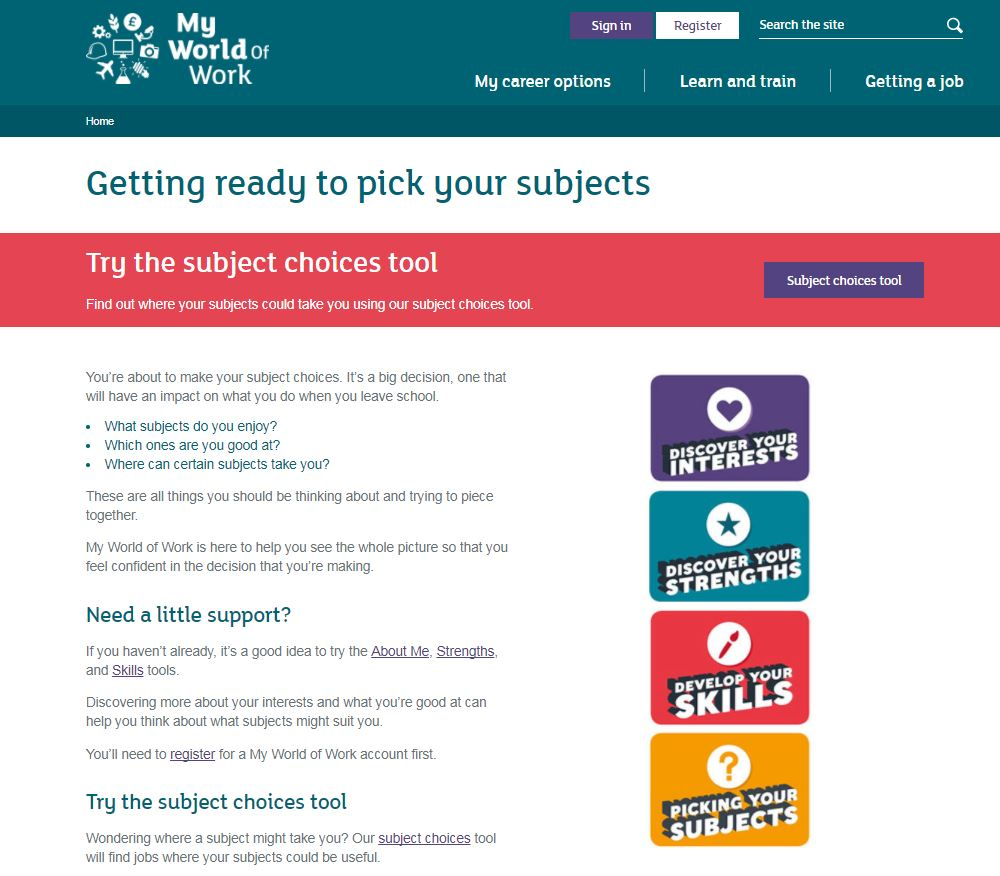 My
World OF
Work
Sign in
Register
Search the site
My career options
Learn and train
Getting a job
Home
Getting ready to pick your subjects
Try the subject choices tool
Find out where your subjects could take you using our subject choices tool.
Subject choices tool
You’re about to make your subject choices. It’s a big decision, one that
will have an impact on what you do when you leave school.
• What subjects do you enjoy?
• Which ones are you good at?
• Where can certain subjects take you?
These are all things you should be thinking about and trying to piece
together.
My World of Work is here to help you see the whole picture so that you
feel confident in the decision that you’re making.
Need a little support?
If you haven’t already, it’s a good idea to try the About Me, Strengths,
and Skills tools.
Discovering more about your interests and what you’re good at can
help you think about what subjects might suit you.
You’ll need to register for a My World of Work account first.
Try the subject choices tool
Wondering where a subject might take you? Our subject choices tool
will find jobs where your subjects could be useful.
DISCOVER YOUR
INTERESTS
DISCOVER YOUR
STRENGTHS
DEVELOP YOUR
SKILLS
?
PICKING YOUR
SUBJECTS